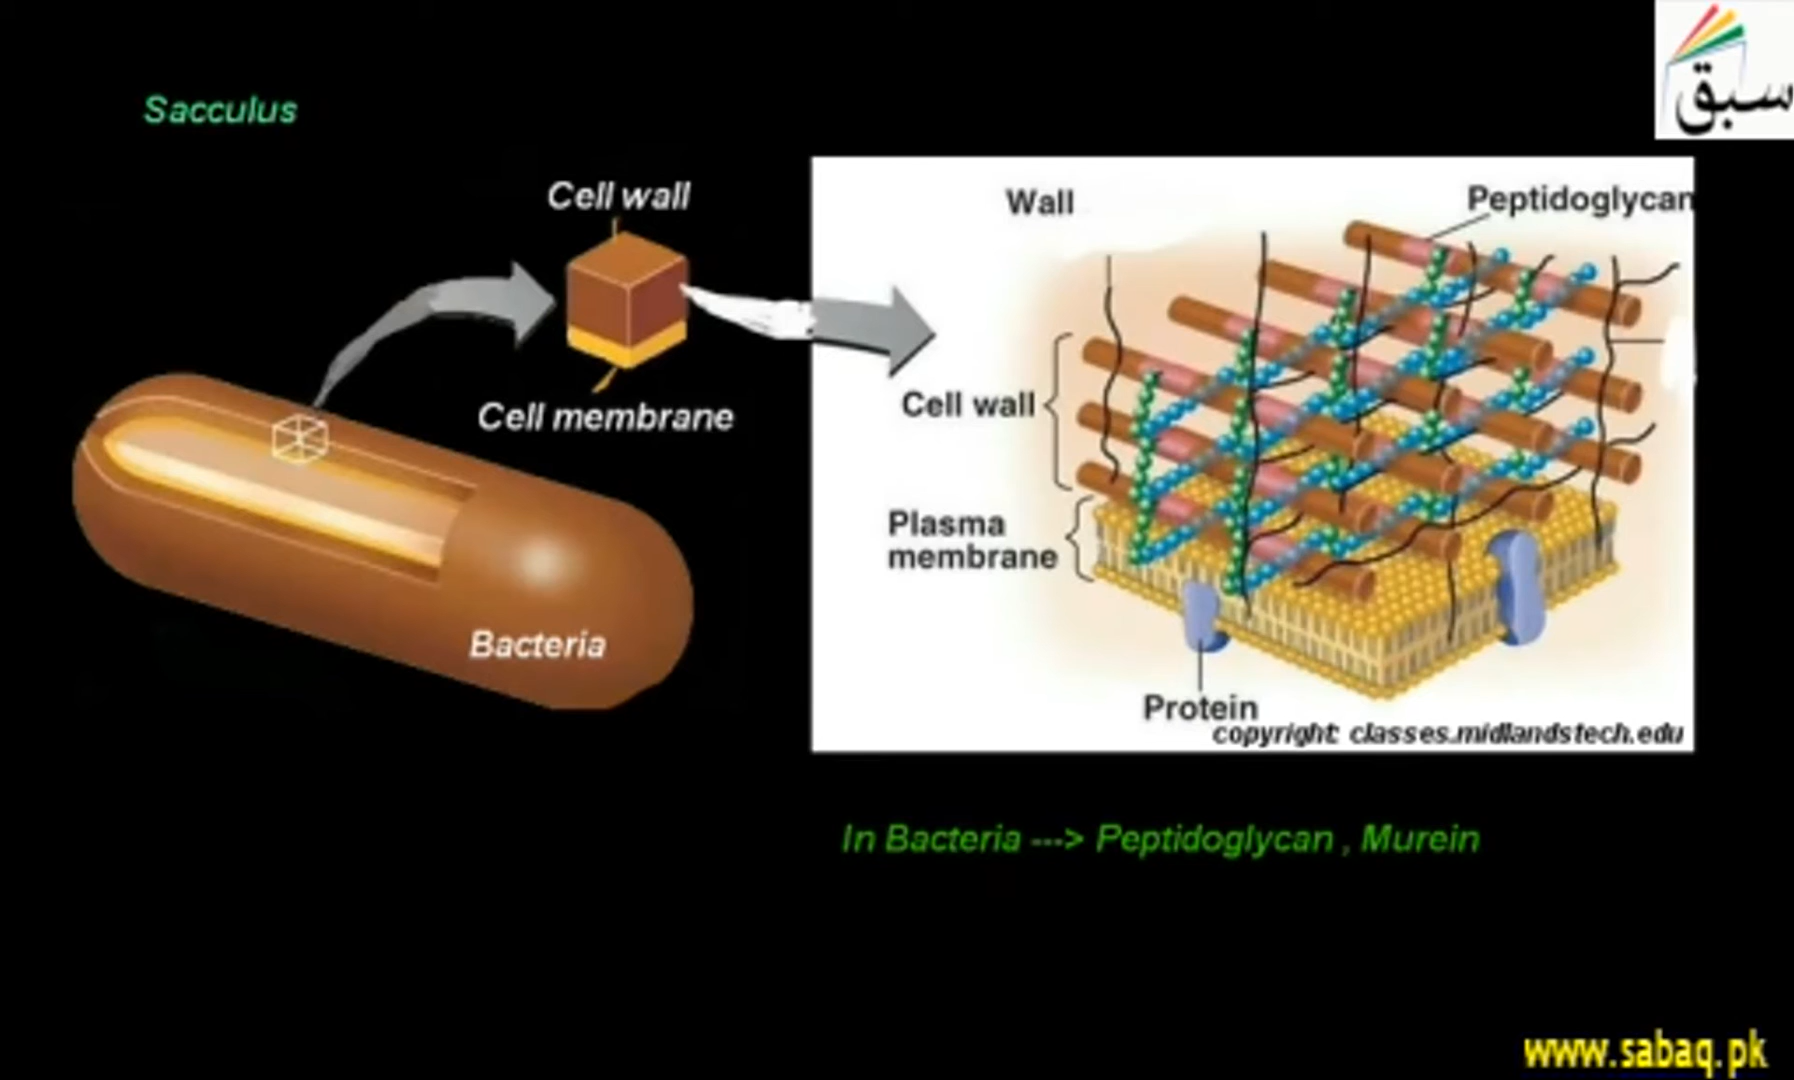 سبق
Sacculus
Cell wall
Cell membrane
Bacteria
Wall
Peptidoglycan
Cell wall
Plasma
membrane
Protein
copyright: classes.midlandstech.edu
In Bacteria ---> Peptidoglycan , Murein
www.sabaq.pk